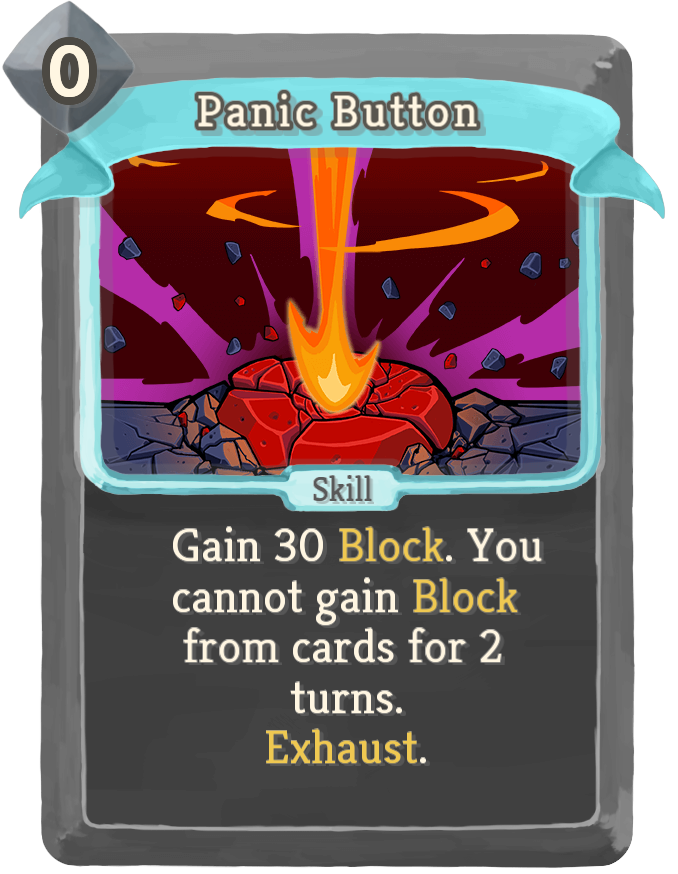 0
Panic Button
Skill
Gain 30 Block. You
cannot gain Block
from cards for 2
turns.
Exhaust.